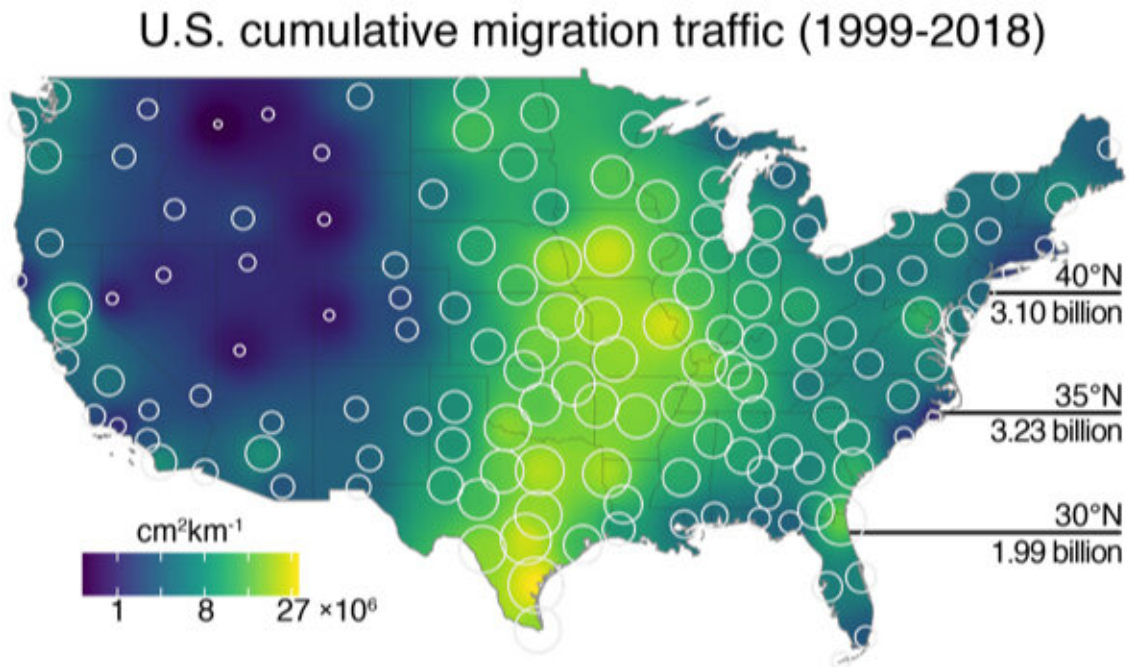 U.S. cumulative migration traffic (1999-2018)
40°N
3.10 billion
35°N
3.23 billion
30°N
1.99 billion
cm²km⁻¹
1 8 27 ×10⁶